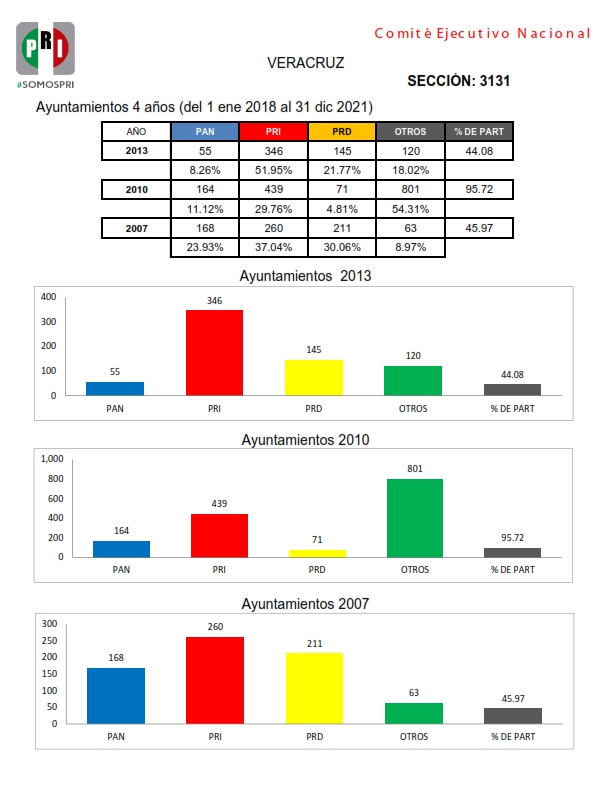 Comité Ejecutivo Nacional
PRI
#SOMOSPRI
VERACRUZ
SECCIÓN: 3131
Ayuntamientos 4 años (del 1 ene 2018 al 31 dic 2021)
AÑO PAN PRI PRD OTROS % DE PART
2013 55 346 145 120 44.08
8.26% 51.95% 21.77% 18.02%
2010 164 439 71 801 95.72
11.12% 29.76% 4.81% 54.31%
2007 168 260 211 63 45.97
23.93% 37.04% 30.06% 8.97%
Ayuntamientos 2013
400
300
200
100
0
55 346 145 120 44.08
PAN PRI PRD OTROS % DE PART
Ayuntamientos 2010
1,000
800
600
400
200
0
164 439 71 801 95.72
PAN PRI PRD OTROS % DE PART
Ayuntamientos 2007
300
250
200
150
100
50
0
168 260 211 63 45.97
PAN PRI PRD OTROS % DE PART